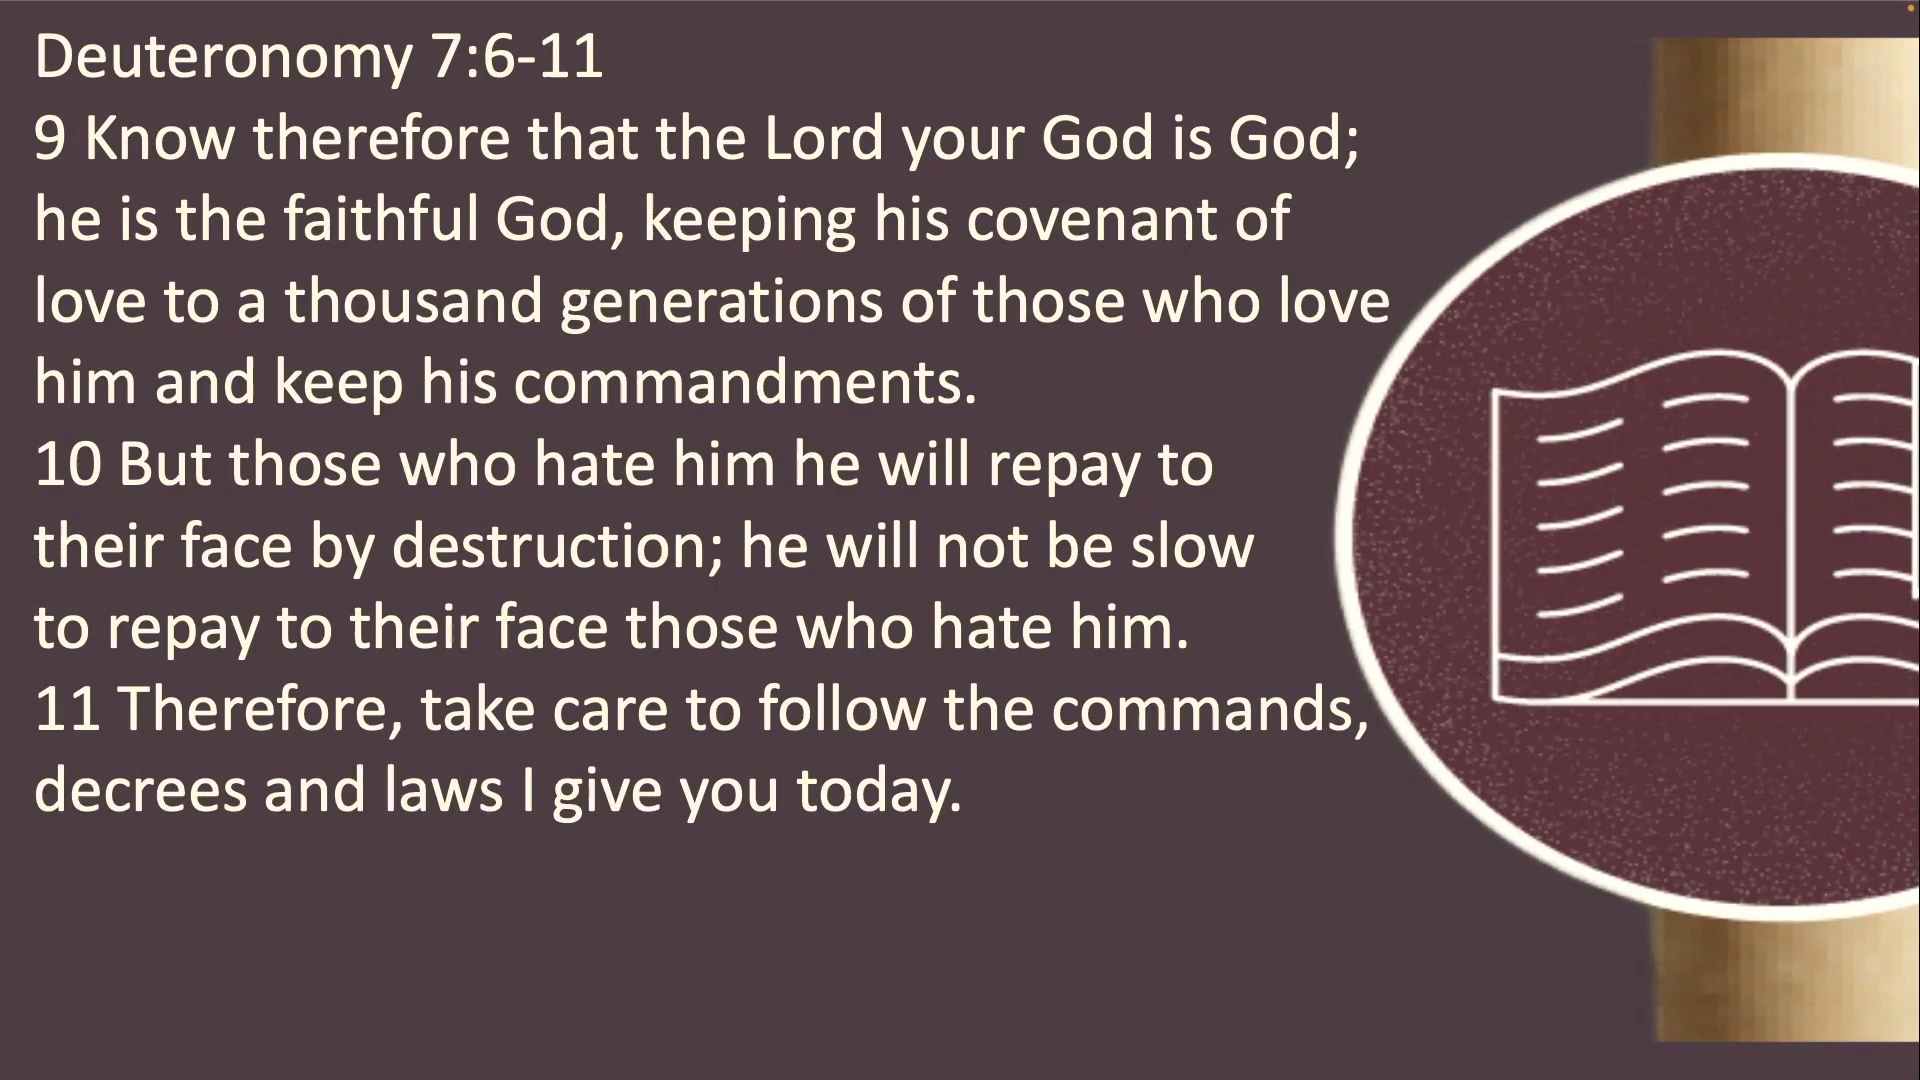 Deuteronomy 7:6-11
9 Know therefore that the Lord your God is God;
he is the faithful God, keeping his covenant of
love to a thousand generations of those who love
him and keep his commandments.
10 But those who hate him he will repay to
their face by destruction; he will not be slow
to repay to their face those who hate him.
11 Therefore, take care to follow the commands,
decrees and laws I give you today.